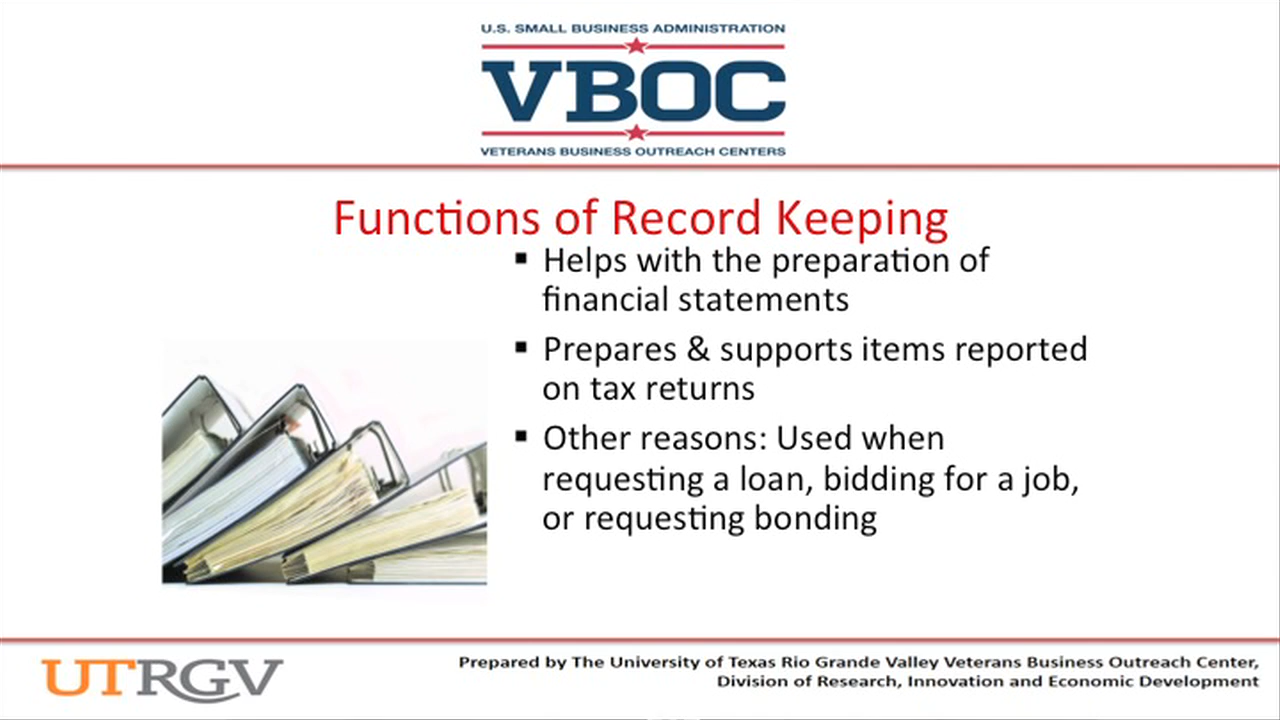 U.S. SMALL BUSINESS ADMINISTRATION
VBOC
VETERANS BUSINESS OUTREACH CENTERS
Functions of Record Keeping
▪ Helps with the preparation of
financial statements
▪ Prepares & supports items reported
on tax returns
▪ Other reasons: Used when
requesting a loan, bidding for a job,
or requesting bonding
UTRGV
Prepared by The University of Texas Rio Grande Valley Veterans Business Outreach Center,
Division of Research, Innovation and Economic Development